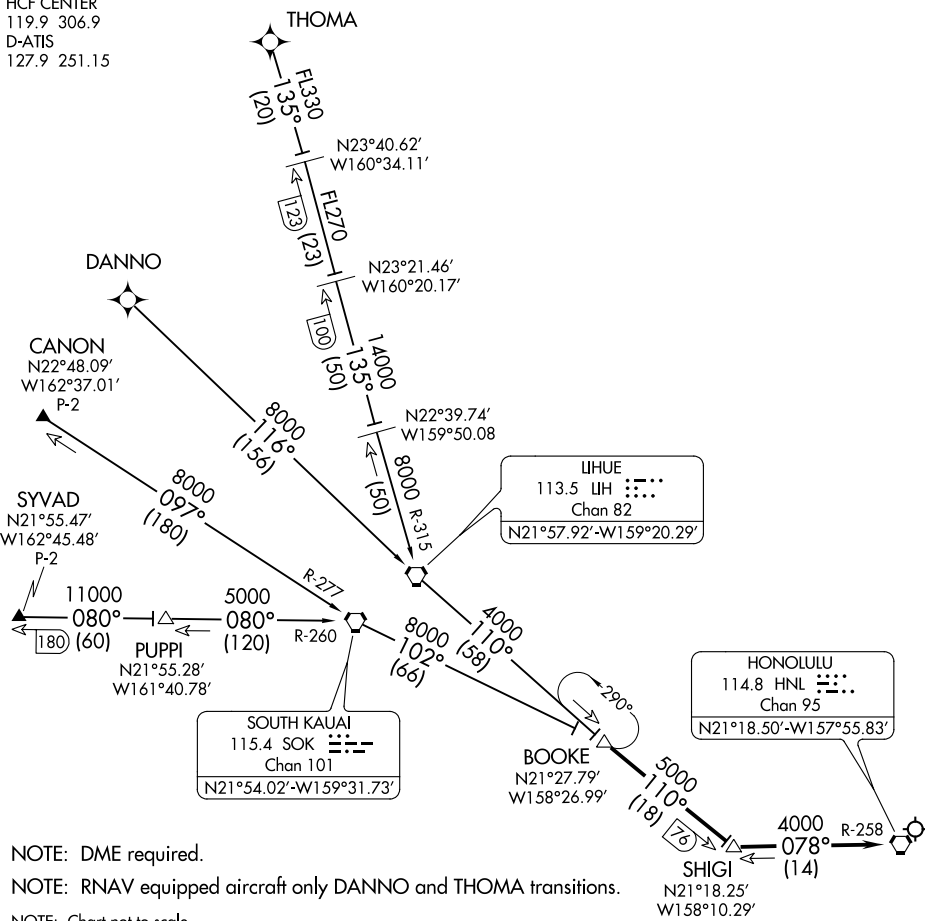 HCF CENTER
119.9 306.9
D-ATIS
127.9 251.15
THOMA
FL330
135°
(20)
N23°40.62'
W160°34.11'
FL270
123
(23)
N23°21.46'
W160°20.17'
DANNO
100
(50)
14000
135°
CANON
N22°48.09'
W162°37.01'
P-2
8000
116°
(156)
N22°39.74'
W159°50.08
(50)
8000
R-315
LIHUE
113.5 LIH
Chan 82
N21°57.92'-W159°20.29'
8000
097°
(180)
SYVAD
N21°55.47'
W162°45.48'
P-2
R-277
11000
080°
180
(60)
5000
080°
(120)
R-260
PUPPI
N21°55.28'
W161°40.78'
8000
102°
(66)
4000
110°
(58)
HONOLULU
114.8 HNL
Chan 95
N21°18.50'-W157°55.83'
290°
SOUTH KAUAI
115.4 SOK
Chan 101
N21°54.02'-W159°31.73'
BOOKE
N21°27.79'
W158°26.99'
5000
110°
(18)
76
4000
078°
(14)
R-258
SHIGI
N21°18.25'
W158°10.29'
NOTE: DME required.
NOTE: RNAV equipped aircraft only DANNO and THOMA transitions.
NOTE: Chart not to scale